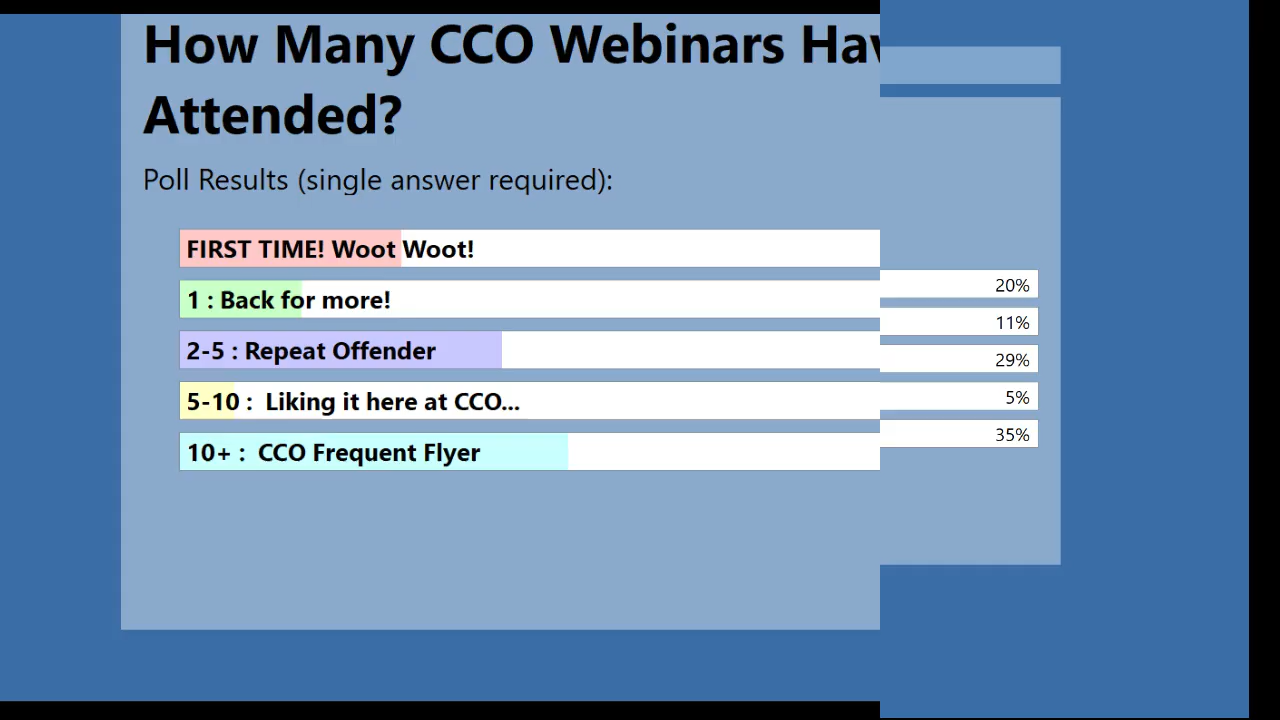 How Many CCO Webinars Hav
Attended?
Poll Results (single answer required):
FIRST TIME! Woot Woot! 20%
1 : Back for more! 11%
2-5 : Repeat Offender 29%
5-10 :  Liking it here at CCO... 5%
10+ :  CCO Frequent Flyer 35%